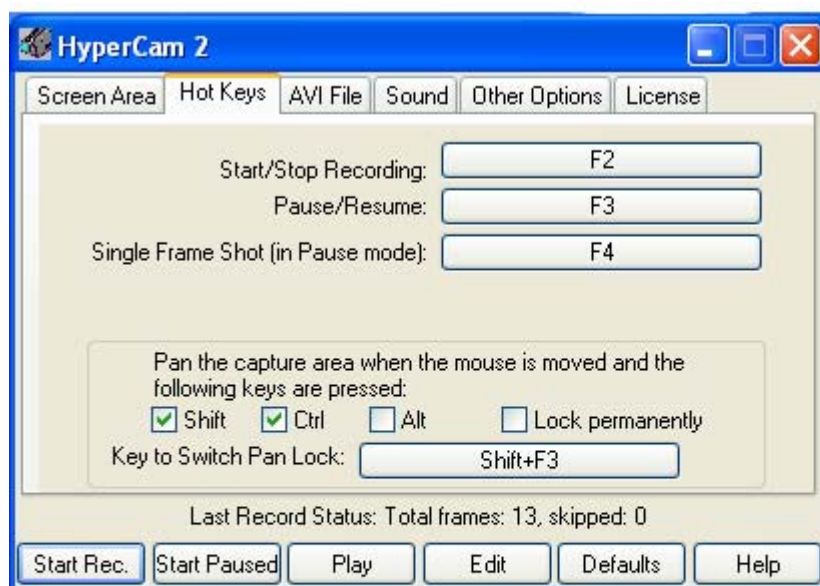 HyperCam 2
Screen Area Hot Keys AVI File Sound Other Options License
Start/Stop Recording: F2
Pause/Resume: F3
Single Frame Shot (in Pause mode): F4
Pan the capture area when the mouse is moved and the
following keys are pressed:
Shift Ctrl Alt Lock permanently
Key to Switch Pan Lock: Shift+F3
Last Record Status: Total frames: 13, skipped: 0
Start Rec. Start Paused Play Edit Defaults Help